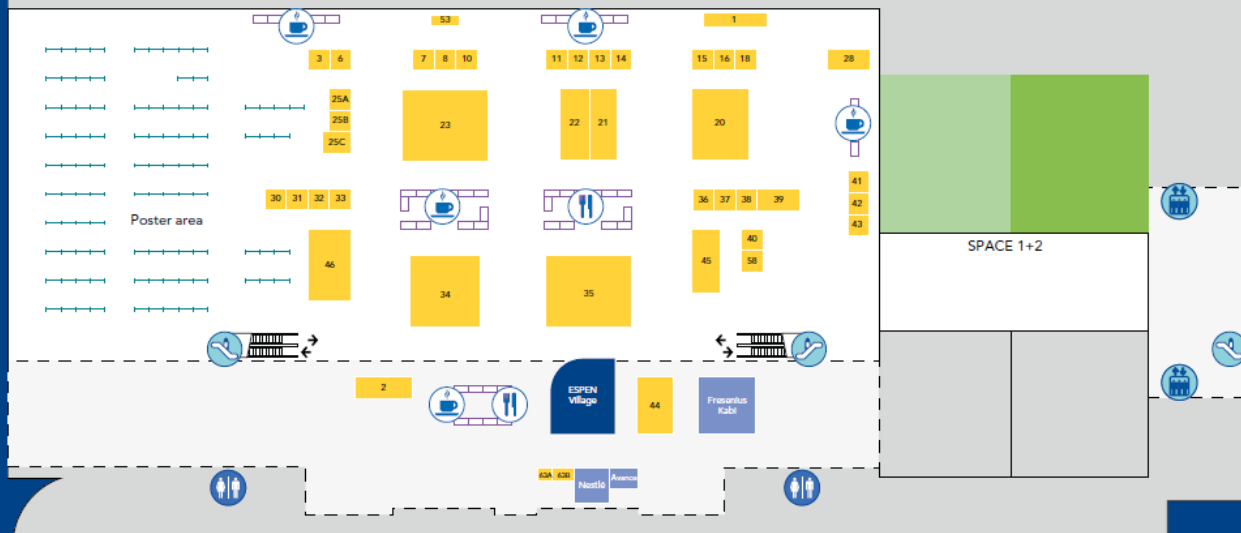 53
1
3 6
7 8 10
11 12 13 14
15 16 18
28
25A
25B
25C
23
22 21
20
41
42
43
30 31 32 33
36 37 38 39
Poster area
40
58
45
46
34
35
SPACE 1+2
2
ESPEN
Village
44
Fresenius
Kabi
63A 63B
Nestlé
Avanos